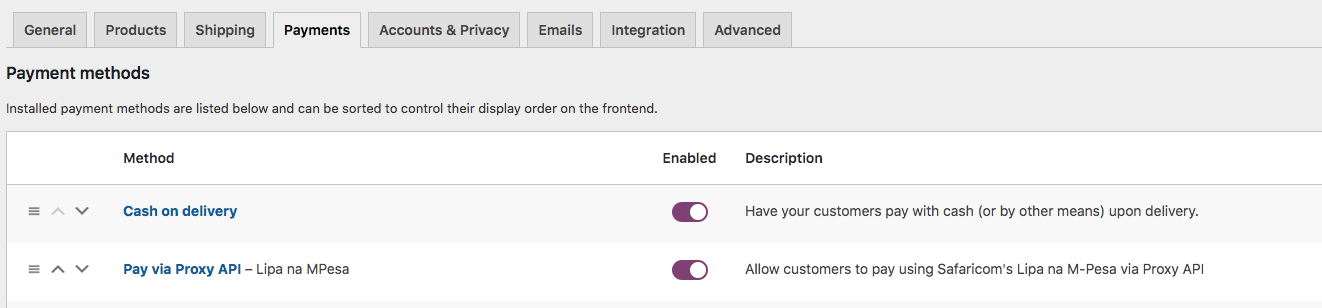 General Products Shipping Payments Accounts & Privacy Emails Integration Advanced
Payment methods
Installed payment methods are listed below and can be sorted to control their display order on the frontend.
Method Enabled Description
Cash on delivery Have your customers pay with cash (or by other means) upon delivery.
Pay via Proxy API – Lipa na MPesa Allow customers to pay using Safaricom's Lipa na M-Pesa via Proxy API